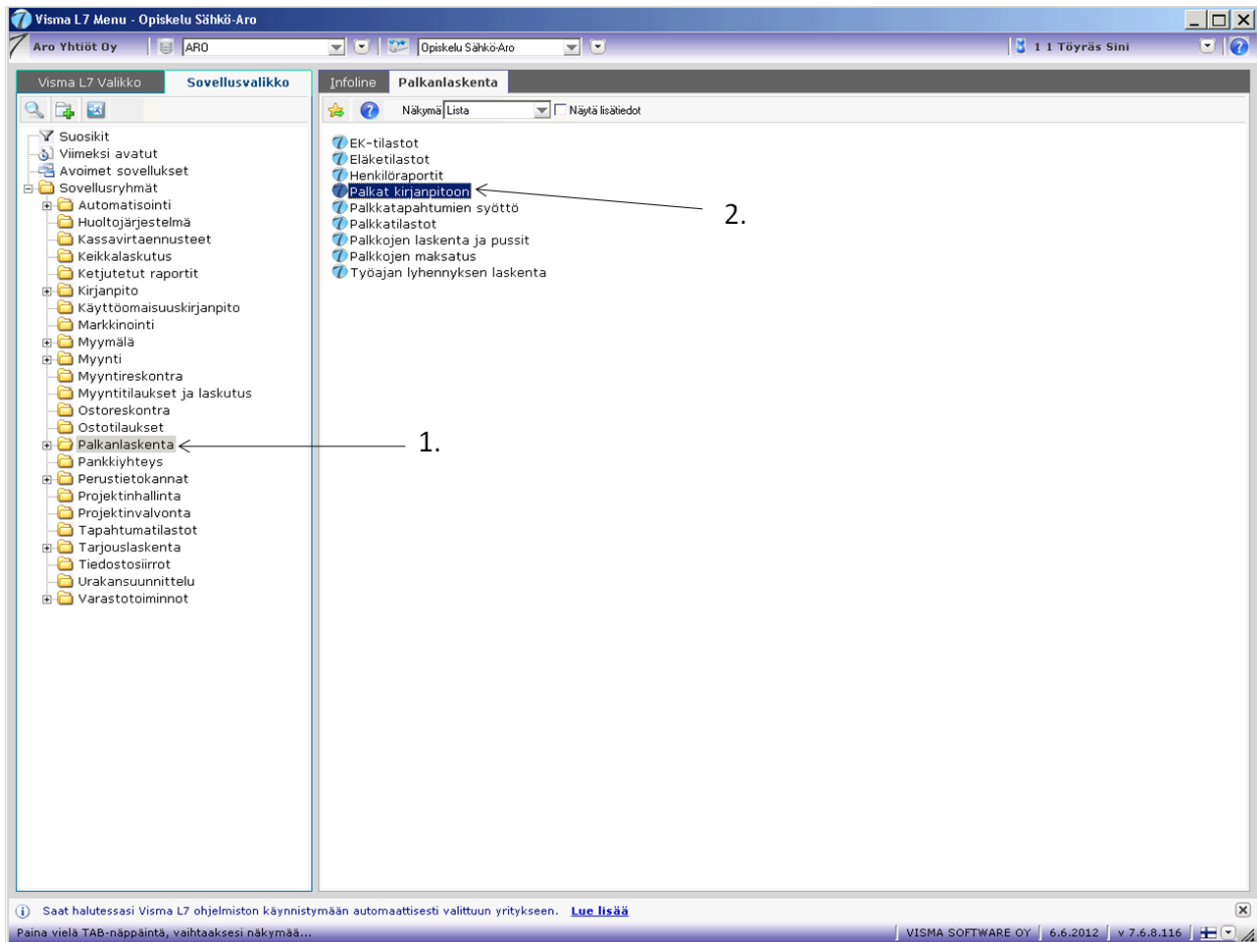 Visma L7 Menu - Opiskelu Sähkö-Aro
Aro Yhtiöt Oy ARO Opiskelu Sähkö-Aro 1 1 Töyräs Sini
Visma L7 Valikko Sovellusvalikko
Suosikit
Viimeksi avatut
Avoimet sovellukset
Sovellusryhmät
Automatisointi
Huoltojärjestelmä
Kassavirtaennusteet
Keikkalaskutus
Ketjutetut raportit
Kirjanpito
Käyttöomaisuuskirjanpito
Markkinointi
Myymälä
Myynti
Myyntireskontra
Myyntitilaukset ja laskutus
Ostoreskontra
Ostotilaukset
Palkanlaskenta
1.
Pankkiyhteys
Perustietokannat
Projektinhallinta
Projektinvalvonta
Tapahtumatilastot
Tarjouslaskenta
Tiedostosiirrot
Urakansuunnittelu
Varastotoiminnot
Infoline Palkanlaskenta
Näkymä Lista Näytä lisätiedot
EK-tilastot
Eläketilastot
Henkilöraportit
Palkat kirjanpitoon
2.
Palkkatapahtumien syöttö
Palkkatilastot
Palkkojen laskenta ja pussit
Palkkojen maksatus
Työajan lyhennyksen laskenta
Saat halutessasi Visma L7 ohjelmiston käynnistymään automaattisesti valittuun yritykseen. Lue lisää
Paina vielä TAB-näppäintä, vaihtaaksesi näkymää... VISMA SOFTWARE OY 6.6.2012 v 7.6.8.116